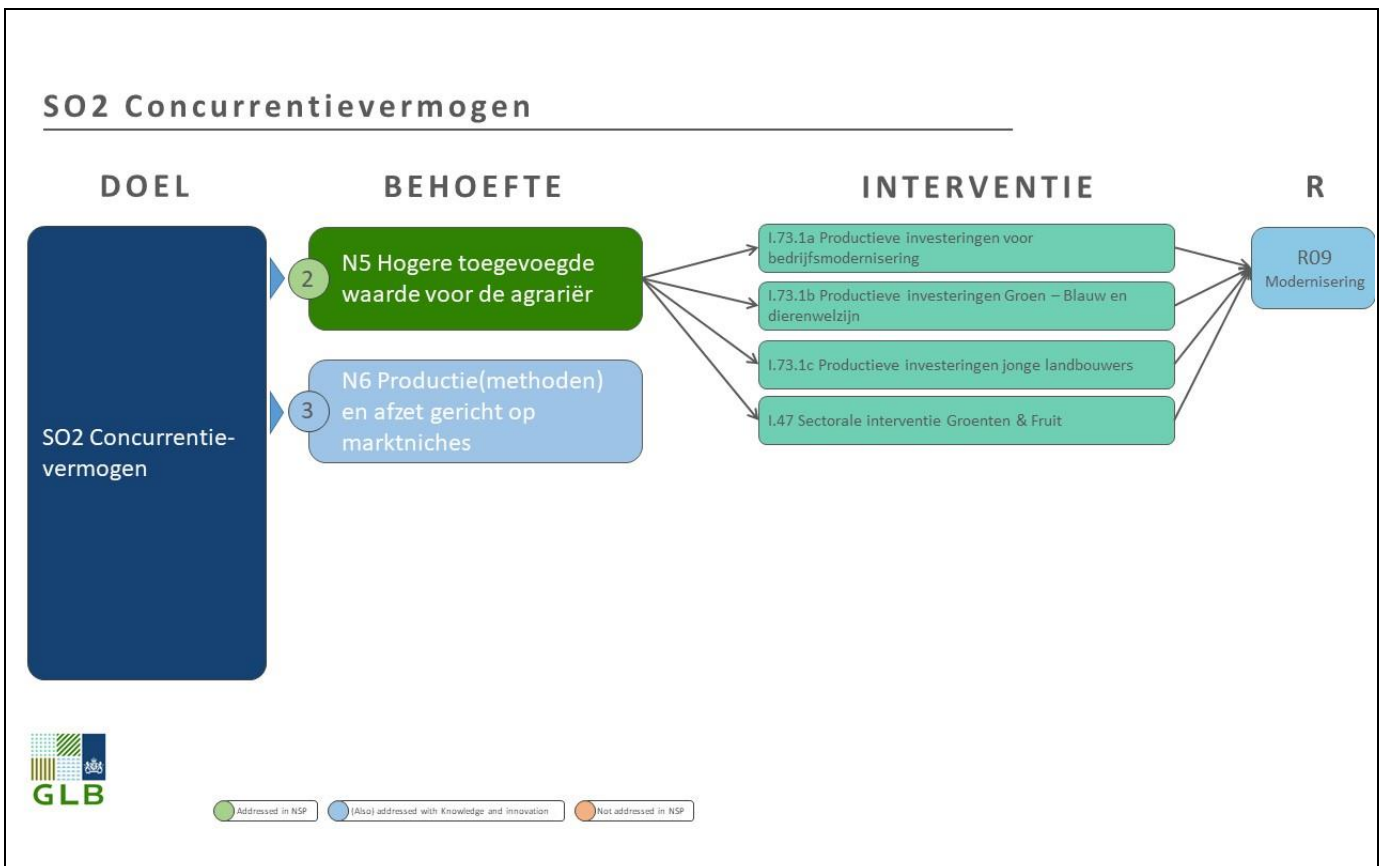 SO2 Concurrentievermogen
DOEL
BEHOEFTE
INTERVENTIE
R
SO2 Concurrentie-
vermogen
2
N5 Hogere toegevoegde
waarde voor de agrariër
3
N6 Productie(methoden)
en afzet gericht op
marktniches
I.73.1a Productieve investeringen voor
bedrijfsmodernisering
I.73.1b Productieve investeringen Groen – Blauw en
dierenwelzijn
I.73.1c Productieve investeringen jonge landbouwers
I.47 Sectorale interventie Groenten & Fruit
R09
Modernisering
GLB
Addressed in NSP
(Also) addressed with Knowledge and innovation
Not addressed in NSP